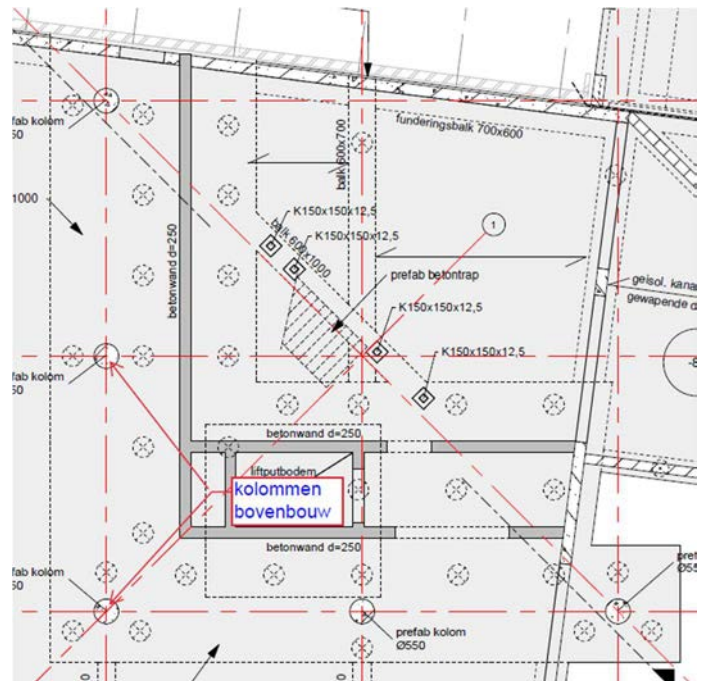 fab kolom
50
1000
betonwand d=250
balk 600x700
funderingsbalk 700x600
K150x150x12,5
K150x150x12,5
balk 600x1000
1
prefab betontrap
K150x150x12,5
K150x150x12,5
geïsol. kana
gewapende d
-8
fab kolom
50
betonwand d=250
liftputbodem
kolommen
bovenbouw
betonwand d=250
fab kolom
50
prefab kolom
Ø550
pref
Ø55